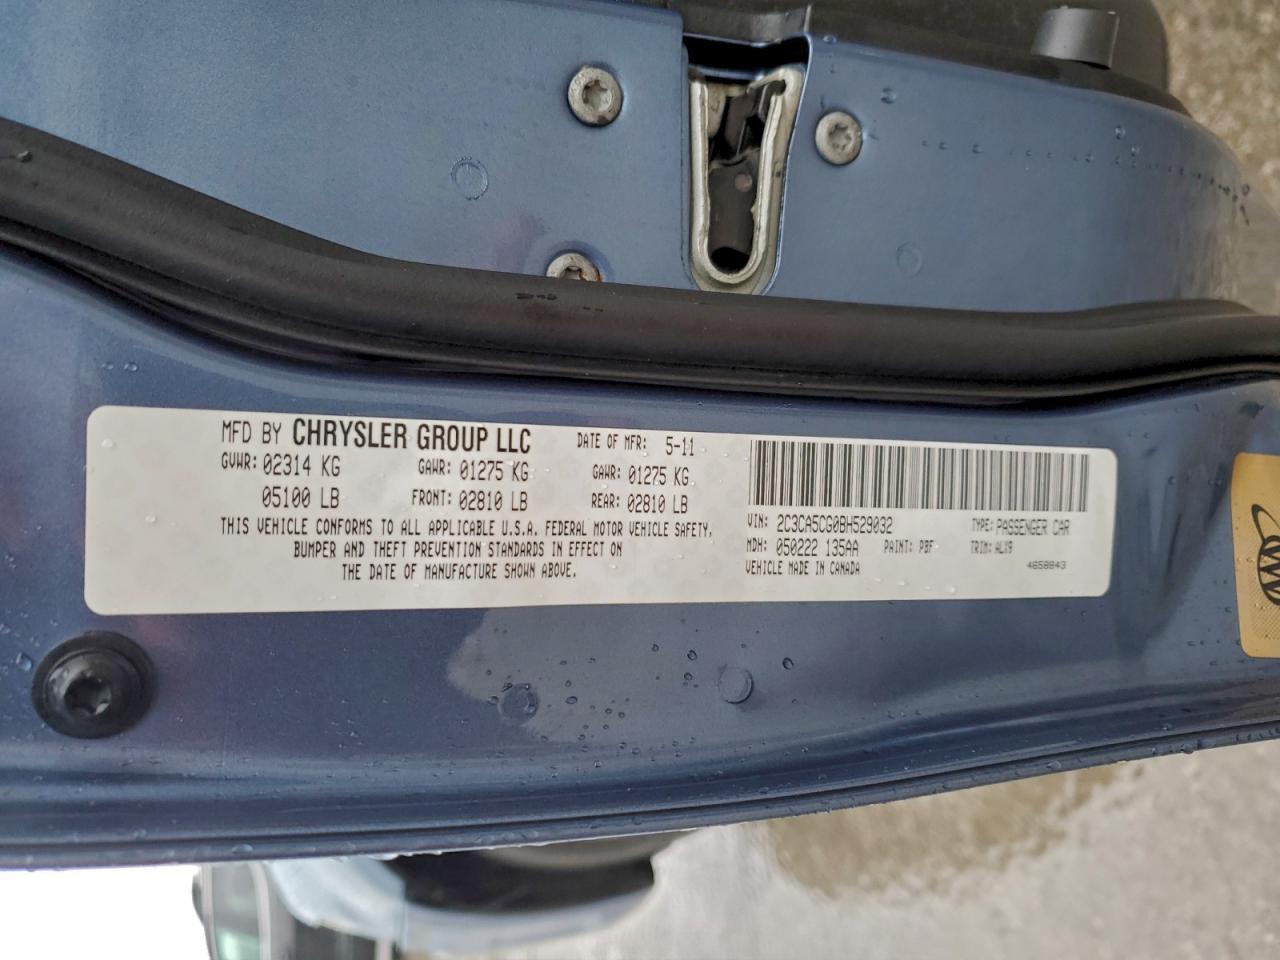 MFD BY CHRYSLER GROUP LLC DATE OF MFR: 5-11
GVWR: 02314 KG GAWR: 01275 KG GAWR: 01275 KG
05100 LB FRONT: 02810 LB REAR: 02810 LB
THIS VEHICLE CONFORMS TO ALL APPLICABLE U.S.A. FEDERAL MOTOR VEHICLE SAFETY,
BUMPER AND THEFT PREVENTION STANDARDS IN EFFECT ON
THE DATE OF MANUFACTURE SHOWN ABOVE.
VIN: 2C3CA5CG0BH529032 TYPE: PASSENGER CAR
MDH: 050222 135AA PAINT: PBF TRIM: ALX9
VEHICLE MADE IN CANADA 4658843